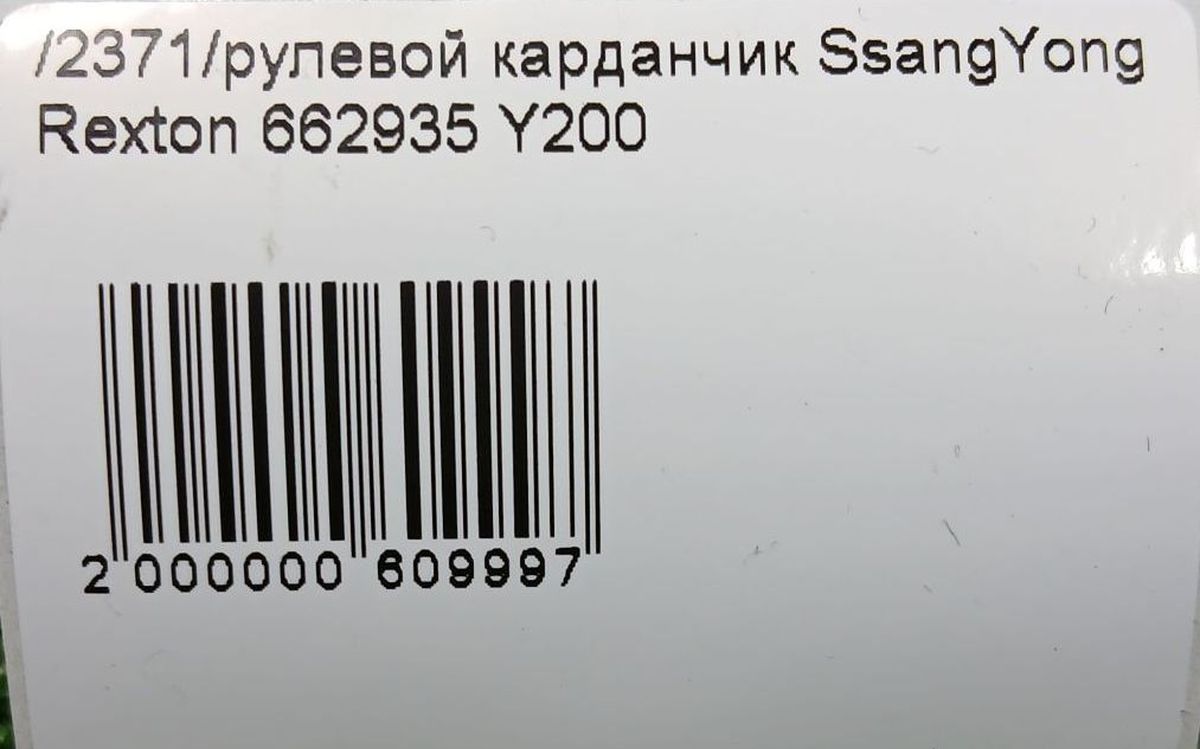 /2371/рулевой карданчик SsangYong
Rexton 662935 Y200
2 000000 609997